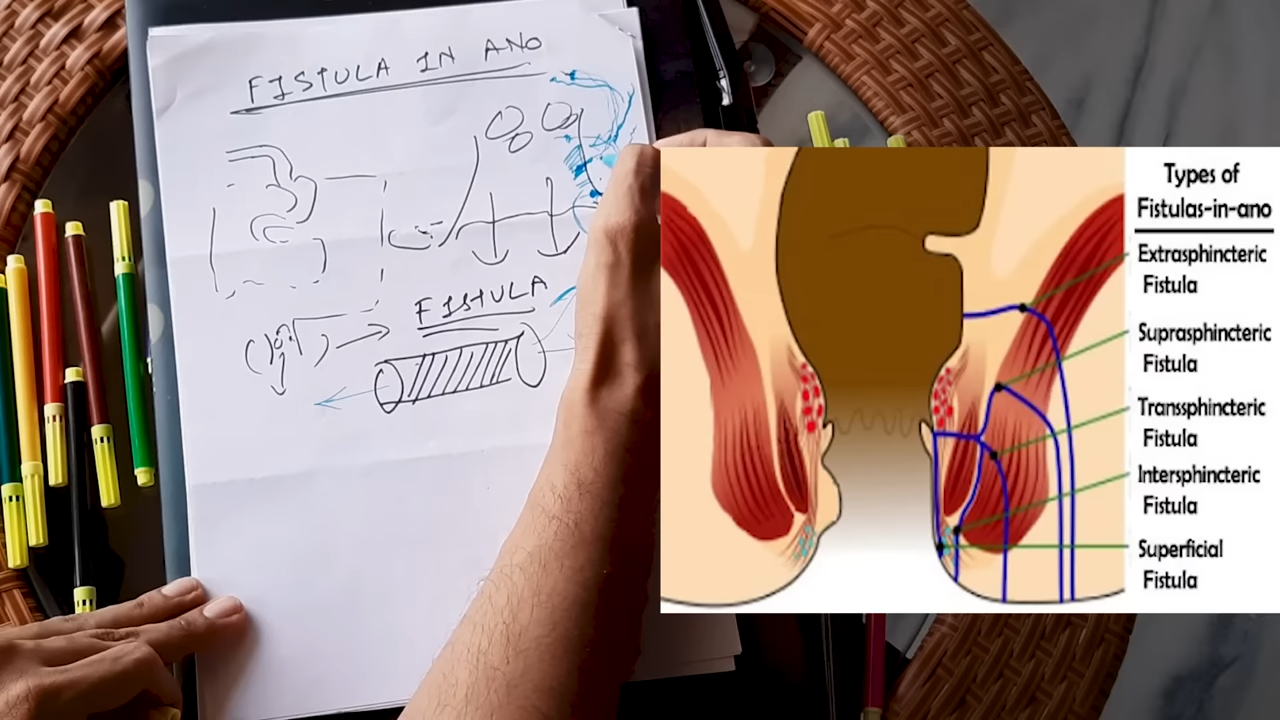 FISTULA IN ANO
FISTULA
Types of
Fistulas-in-ano
Extrasphincteric
Fistula
Suprasphincteric
Fistula
Transsphincteric
Fistula
Intersphincteric
Fistula
Superficial
Fistula